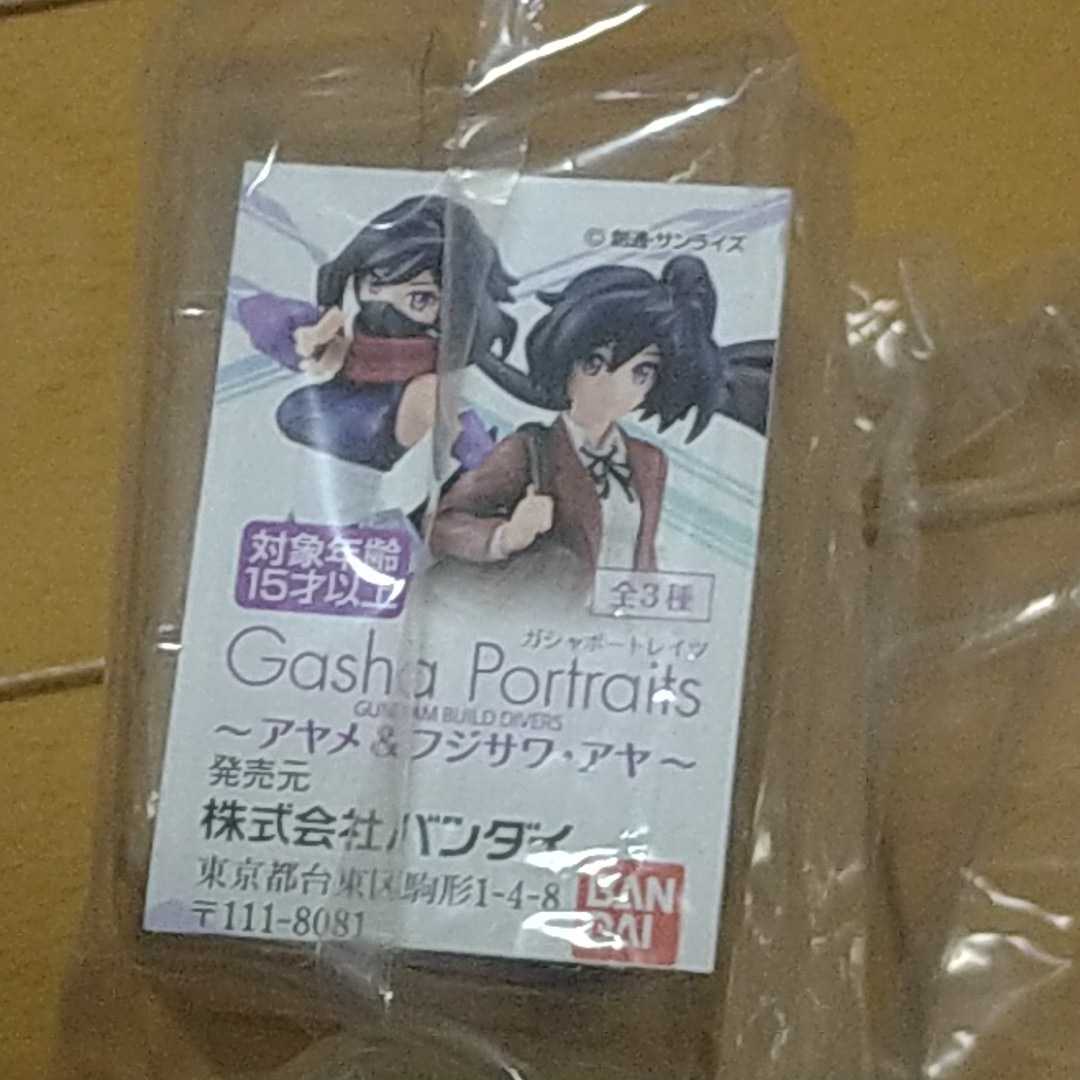 © 創通・サンライズ
対象年齢
15才以上
全3種
ガシャポートレイツ
Gasha Portraits
GUNDAM BUILD DIVERS
～アヤメ&フジサワ・アヤ～
発売元
株式会社バンダイ
東京都台東区駒形1-4-8
〒111-8081
BAN
DAI